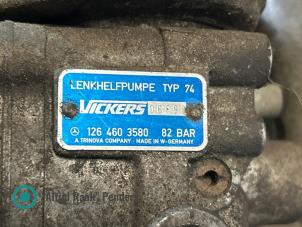 LENKHELFPUMPE TYP 74
VICKERS
126 460 3580 82 BAR
A TRINOVA COMPANY · MADE IN W-GERMANY